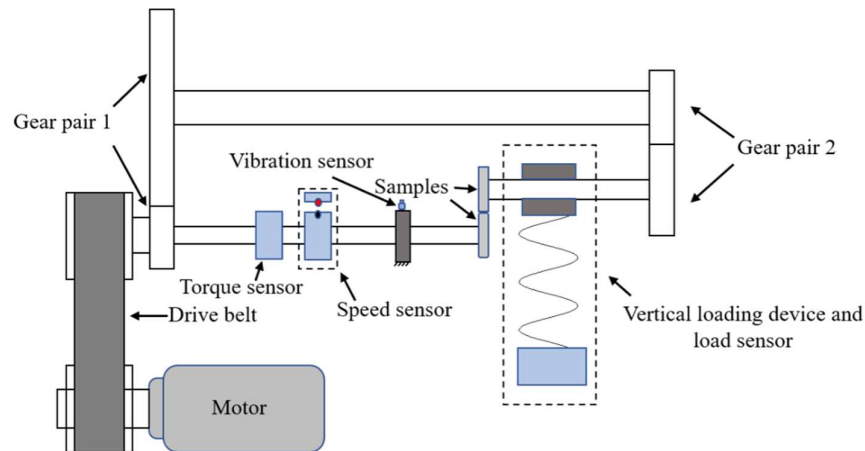 Gear pair 1
Gear pair 2
Vibration sensor
Samples
Torque sensor
Speed sensor
Drive belt
Vertical loading device and
load sensor
Motor